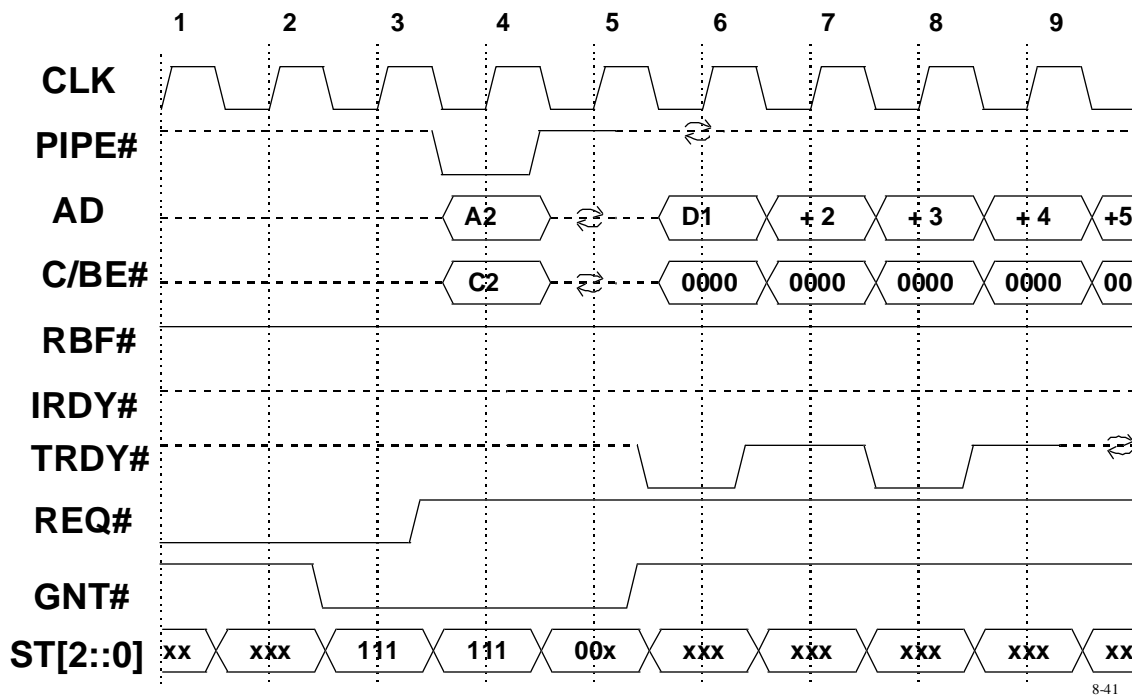 1 2 3 4 5 6 7 8 9
CLK
PIPE#
AD A2 D1 + 2 + 3 + 4 +5
C/BE# C2 0000 0000 0000 0000 00
RBF#
IRDY#
TRDY#
REQ#
GNT#
ST[2::0] xx xxx 111 111 00x xxx xxx xxx xxx xx
8-41